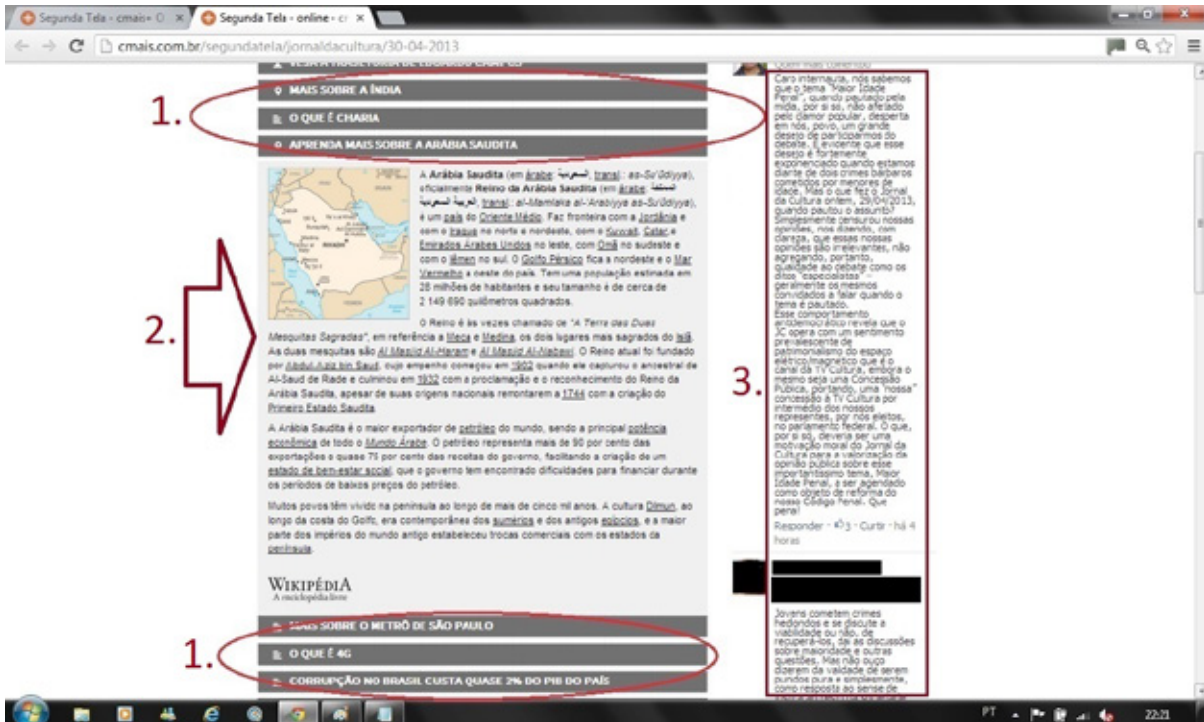 Segunda Tela - cmais+ O
Segunda Tela - online - cr
cmais.com.br/segundatela/jornaldacultura/30-04-2013
VEJA A TRAJETÓRIA DE EDUARDO CAMPOS
1.
MAIS SOBRE A ÍNDIA
O QUE É CHARIA
APRENDA MAIS SOBRE A ARÁBIA SAUDITA
2.
A Arábia Saudita (em árabe: السعودية, transl.: as-Su'ūdiyya),
oficialmente Reino da Arábia Saudita (em árabe: المملكة
العربية السعودية, transl.: al-Mamlaka al-'Arabiyya as-Su'ūdiyya),
é um país do Oriente Médio. Faz fronteira com a Jordânia e
com o Iraque no norte e nordeste, com o Kuwait, Catar e
Emirados Árabes Unidos no leste, com Omã no sudeste e
com o Iêmen no sul. O Golfo Pérsico fica a nordeste e o Mar
Vermelho a oeste do país. Tem uma população estimada em
28 milhões de habitantes e seu tamanho é de cerca de
2 149 690 quilômetros quadrados.
O Reino é às vezes chamado de "A Terra das Duas
Mesquitas Sagradas", em referência a Meca e Medina, os dois lugares mais sagrados do Islã.
As duas mesquitas são Al Masjid Al-Haram e Al Masjid Al-Nabawi. O Reino atual foi fundado
por Abdul-Aziz bin Saud, cujo empenho começou em 1902 quando ele capturou o ancestral de
Al-Saud de Riade e culminou em 1932 com a proclamação e o reconhecimento do Reino da
Arábia Saudita, apesar de suas origens nacionais remontarem a 1744 com a criação do
Primeiro Estado Saudita.
A Arábia Saudita é o maior exportador de petróleo do mundo, sendo a principal potência
econômica de todo o Mundo Árabe. O petróleo representa mais de 90 por cento das
exportações e quase 75 por cento das receitas do governo, facilitando a criação de um
estado de bem-estar social, que o governo tem encontrado dificuldades para financiar durante
os períodos de baixos preços do petróleo.
Muitos povos têm vivido na península ao longo de mais de cinco mil anos. A cultura Dilmun, ao
longo da costa do Golfo, era contemporânea dos sumérios e dos antigos egípcios, e a maior
parte dos impérios do mundo antigo estabeleceu trocas comerciais com os estados da
península.
WIKIPÉDIA
A enciclopédia livre
1.
MAIS SOBRE O METRÔ DE SÃO PAULO
O QUE É 4G
CORRUPÇÃO NO BRASIL CUSTA QUASE 2% DO PIB DO PAÍS
3.
Quem mais comentou
Caro internauta, nós sabemos
que o tema "Maior Idade
Penal", quando pautado pela
mídia, por si só, não afetado
pelo clamor popular, desperta
em nós, povo, um grande
desejo de participarmos do
debate. É evidente que esse
desejo é fortemente
exponenciado quando estamos
diante de dois crimes bárbaros
cometidos por menores de
idade. Mas o que fez o Jornal
da Cultura ontem, 29/04/2013,
quando pautou o assunto?
Simplesmente censurou nossas
opiniões, nos dizendo, com
clareza, que essas nossas
opiniões são irrelevantes, não
agregando, portanto,
qualidade ao debate como os
ditos "especialistas" –
geralmente os mesmos
convidados a falar quando o
tema é pautado.
Esse comportamento
antidemocrático revela que o
JC opera com um sentimento
prevalescente de
patrimonialismo do espaço
elétrico/magnético que é o
canal da TV Cultura, embora o
mesmo seja uma Concessão
Pública, portando, uma "nossa"
concessão à TV Cultura por
intermédio dos nossos
representes, por nós eleitos,
no parlamento federal. O que,
por si só, deveria ser uma
motivação moral do Jornal da
Cultura para a valorização da
opinião pública sobre esse
importantíssimo tema, Maior
Idade Penal, a ser agendado
como objeto de reforma do
nosso Código Penal. Que
pena!
Responder · 3 · Curtir · há 4
horas
Jovens cometem crimes
hediondos e se discute a
viabilidade ou não, de
recuperá-los, daí as discussões
sobre maioridade e outras
questões. Mas não ouço
dizerem da validade de serem
punidos pura e simplesmente,
como resposta ao sense de
PT
22:21